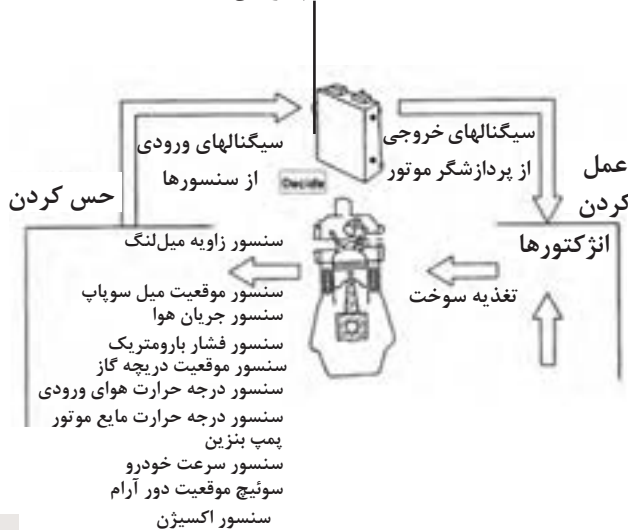 سیگنالهای ورودی
از سنسورها
حس کردن
Decide
سیگنالهای خروجی
از پردازشگر موتور
عمل
کردن
انژکتورها
تغذیه سوخت
سنسور زاویه میل‌لنگ
سنسور موقعیت میل سوپاپ
سنسور جریان هوا
سنسور فشار بارومتریک
سنسور موقعیت دریچه گاز
سنسور درجه حرارت هوای ورودی
سنسور درجه حرارت مایع موتور
پمپ بنزین
سنسور سرعت خودرو
سوئیچ موقعیت دور آرام
سنسور اکسیژن